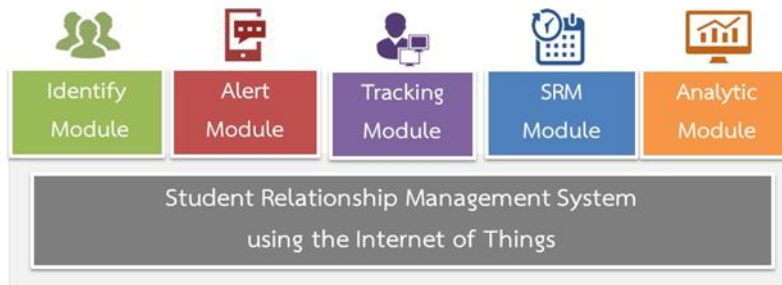 Identify
Module
Alert
Module
Tracking
Module
SRM
Module
Analytic
Module
Student Relationship Management System
using the Internet of Things